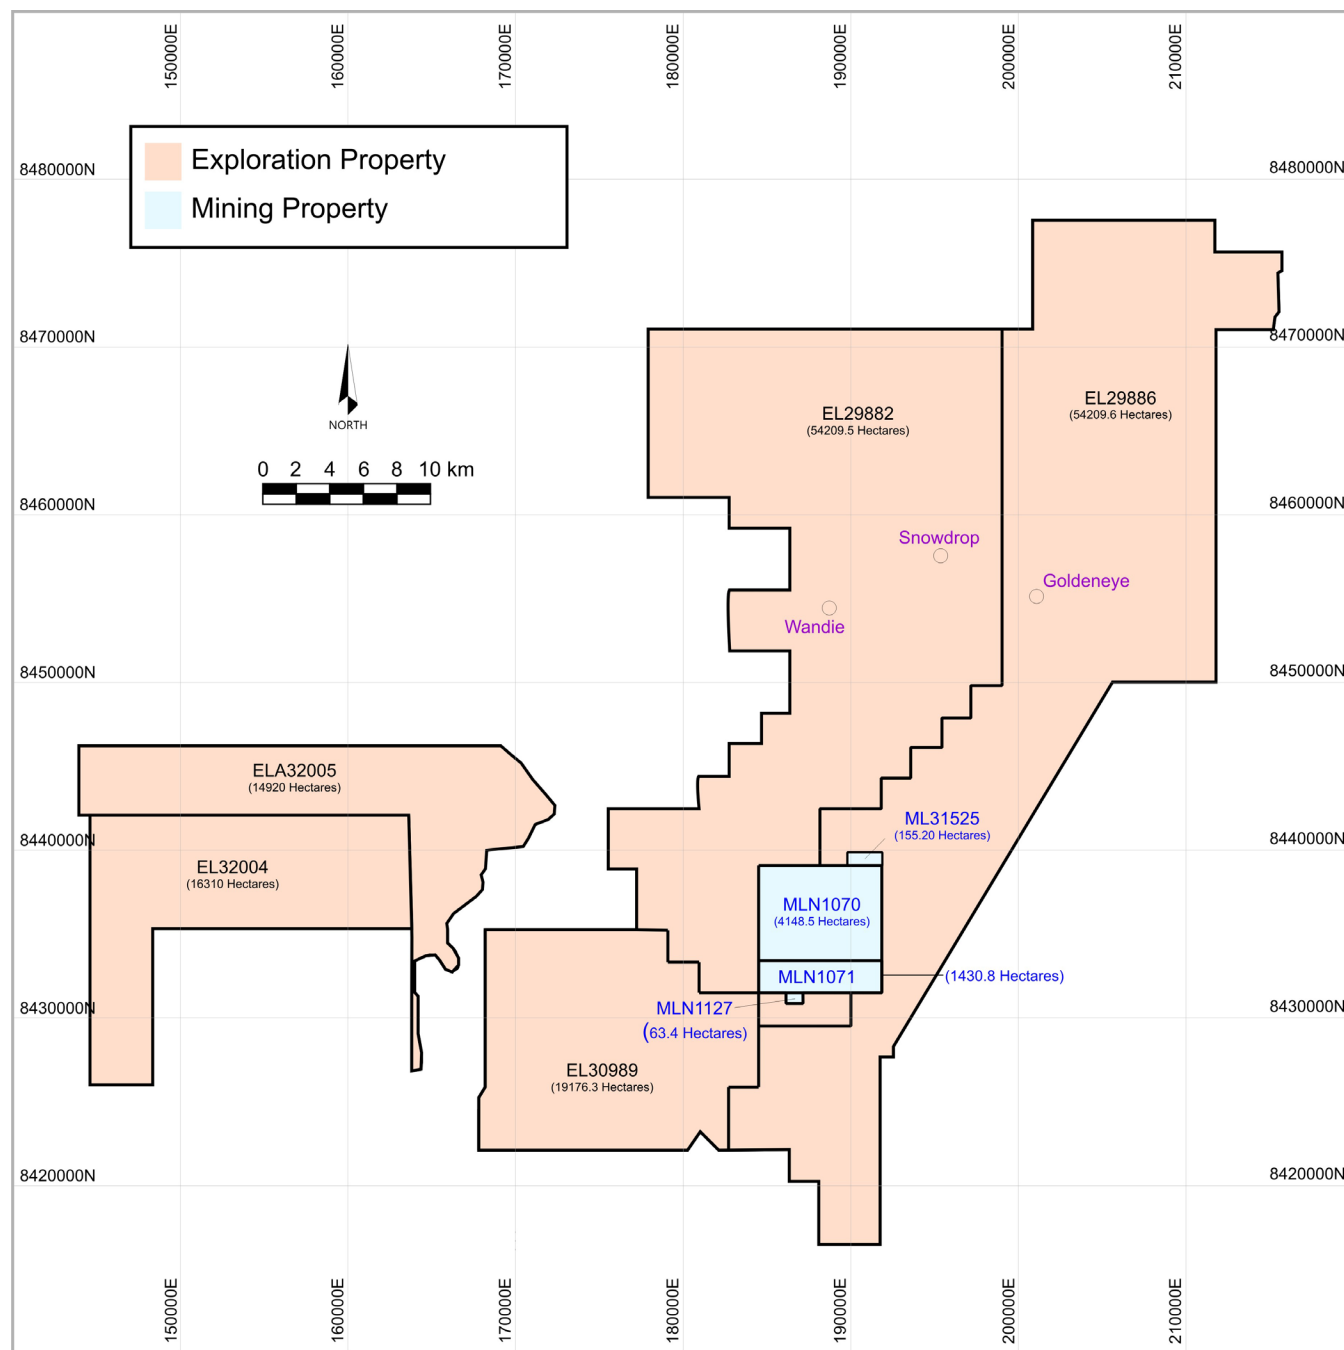 150000E
160000E
170000E
180000E
190000E
200000E
210000E
Exploration Property
Mining Property
8480000N
8480000N
8470000N
8470000N
NORTH
0 2 4 6 8 10 km
EL29882
(54209.5 Hectares)
EL29886
(54209.6 Hectares)
8460000N
8460000N
Snowdrop
Goldeneye
Wandie
8450000N
8450000N
ELA32005
(14920 Hectares)
8440000N
8440000N
ML31525
(155.20 Hectares)
EL32004
(16310 Hectares)
MLN1070
(4148.5 Hectares)
MLN1071
(1430.8 Hectares)
8430000N
8430000N
MLN1127
(63.4 Hectares)
EL30989
(19176.3 Hectares)
8420000N
8420000N
150000E
160000E
170000E
180000E
190000E
200000E
210000E